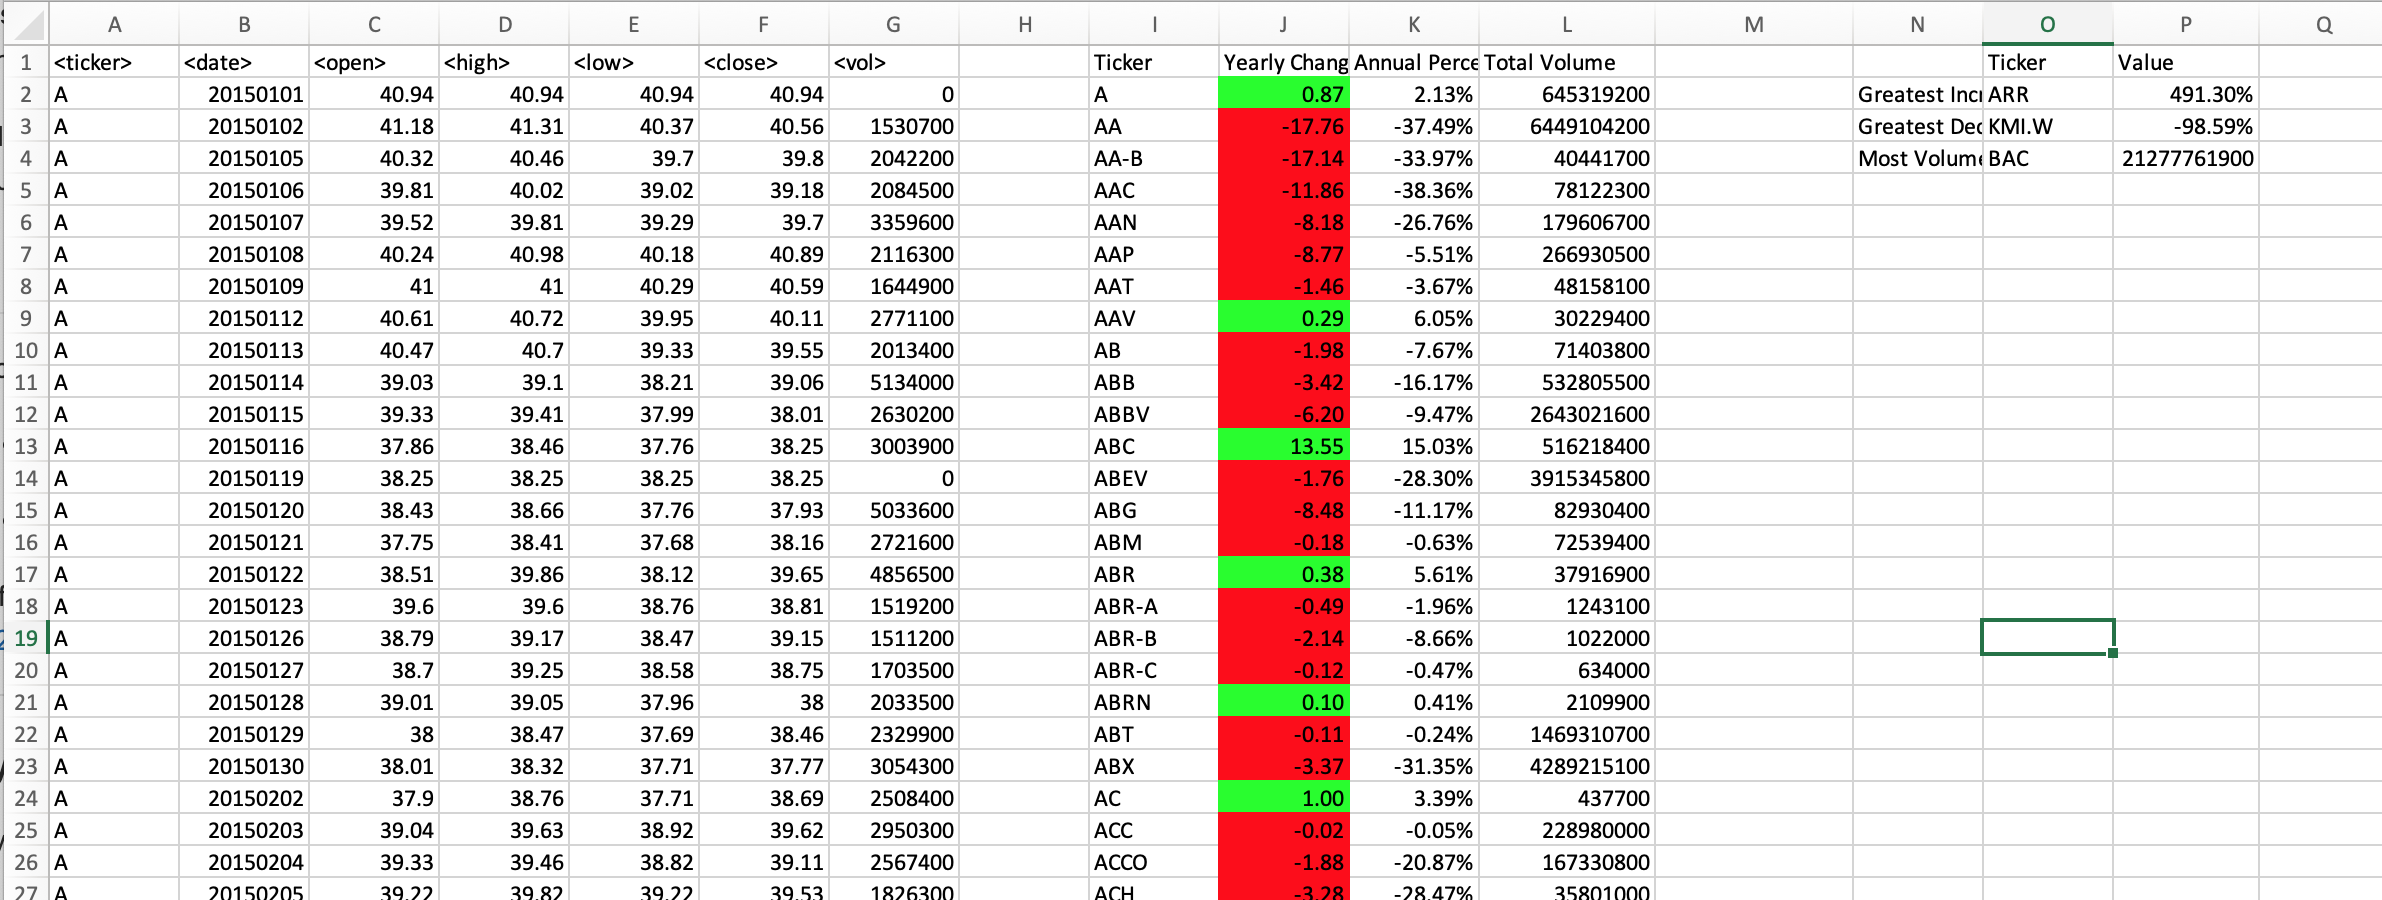 A B C D E F G H I J K L M N O P Q
1 <ticker> <date> <open> <high> <low> <close> <vol> Ticker Yearly Chang Annual Perce Total Volume Ticker Value
2 A 20150101 40.94 40.94 40.94 40.94 0 A 0.87 2.13% 645319200 Greatest Incr ARR 491.30%
3 A 20150102 41.18 41.31 40.37 40.56 1530700 AA -17.76 -37.49% 6449104200 Greatest Dec KMI.W -98.59%
4 A 20150105 40.32 40.46 39.7 39.8 2042200 AA-B -17.14 -33.97% 40441700 Most Volume BAC 21277761900
5 A 20150106 39.81 40.02 39.02 39.18 2084500 AAC -11.86 -38.36% 78122300
6 A 20150107 39.52 39.81 39.29 39.7 3359600 AAN -8.18 -26.76% 179606700
7 A 20150108 40.24 40.98 40.18 40.89 2116300 AAP -8.77 -5.51% 266930500
8 A 20150109 41 41 40.29 40.59 1644900 AAT -1.46 -3.67% 48158100
9 A 20150112 40.61 40.72 39.95 40.11 2771100 AAV 0.29 6.05% 30229400
10 A 20150113 40.47 40.7 39.33 39.55 2013400 AB -1.98 -7.67% 71403800
11 A 20150114 39.03 39.1 38.21 39.06 5134000 ABB -3.42 -16.17% 532805500
12 A 20150115 39.33 39.41 37.99 38.01 2630200 ABBV -6.20 -9.47% 2643021600
13 A 20150116 37.86 38.46 37.76 38.25 3003900 ABC 13.55 15.03% 516218400
14 A 20150119 38.25 38.25 38.25 38.25 0 ABEV -1.76 -28.30% 3915345800
15 A 20150120 38.43 38.66 37.76 37.93 5033600 ABG -8.48 -11.17% 82930400
16 A 20150121 37.75 38.41 37.68 38.16 2721600 ABM -0.18 -0.63% 72539400
17 A 20150122 38.51 39.86 38.12 39.65 4856500 ABR 0.38 5.61% 37916900
18 A 20150123 39.6 39.6 38.76 38.81 1519200 ABR-A -0.49 -1.96% 1243100
19 A 20150126 38.79 39.17 38.47 39.15 1511200 ABR-B -2.14 -8.66% 1022000
20 A 20150127 38.7 39.25 38.58 38.75 1703500 ABR-C -0.12 -0.47% 634000
21 A 20150128 39.01 39.05 37.96 38 2033500 ABRN 0.10 0.41% 2109900
22 A 20150129 38 38.47 37.69 38.46 2329900 ABT -0.11 -0.24% 1469310700
23 A 20150130 38.01 38.32 37.71 37.77 3054300 ABX -3.37 -31.35% 4289215100
24 A 20150202 37.9 38.76 37.71 38.69 2508400 AC 1.00 3.39% 437700
25 A 20150203 39.04 39.63 38.92 39.62 2950300 ACC -0.02 -0.05% 228980000
26 A 20150204 39.33 39.46 38.82 39.11 2567400 ACCO -1.88 -20.87% 167330800
27 A 20150205 39.22 39.82 39.22 39.53 1826300 ACH -3.28 -28.47% 35801000